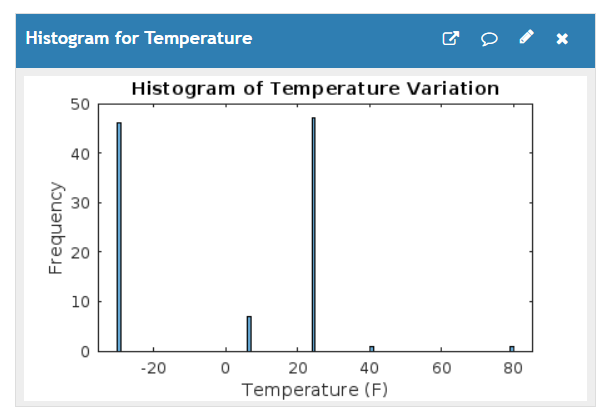 Histogram for Temperature
Histogram of Temperature Variation
50
40
30
20
10
0
Frequency
-20 0 20 40 60 80
Temperature (F)